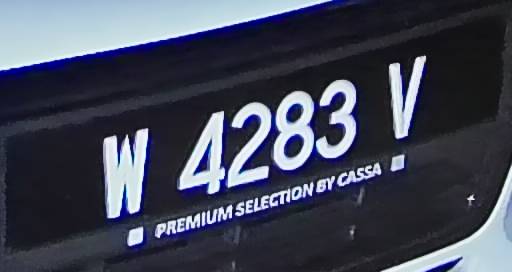 W 4283 V
PREMIUM SELECTION BY CASSA